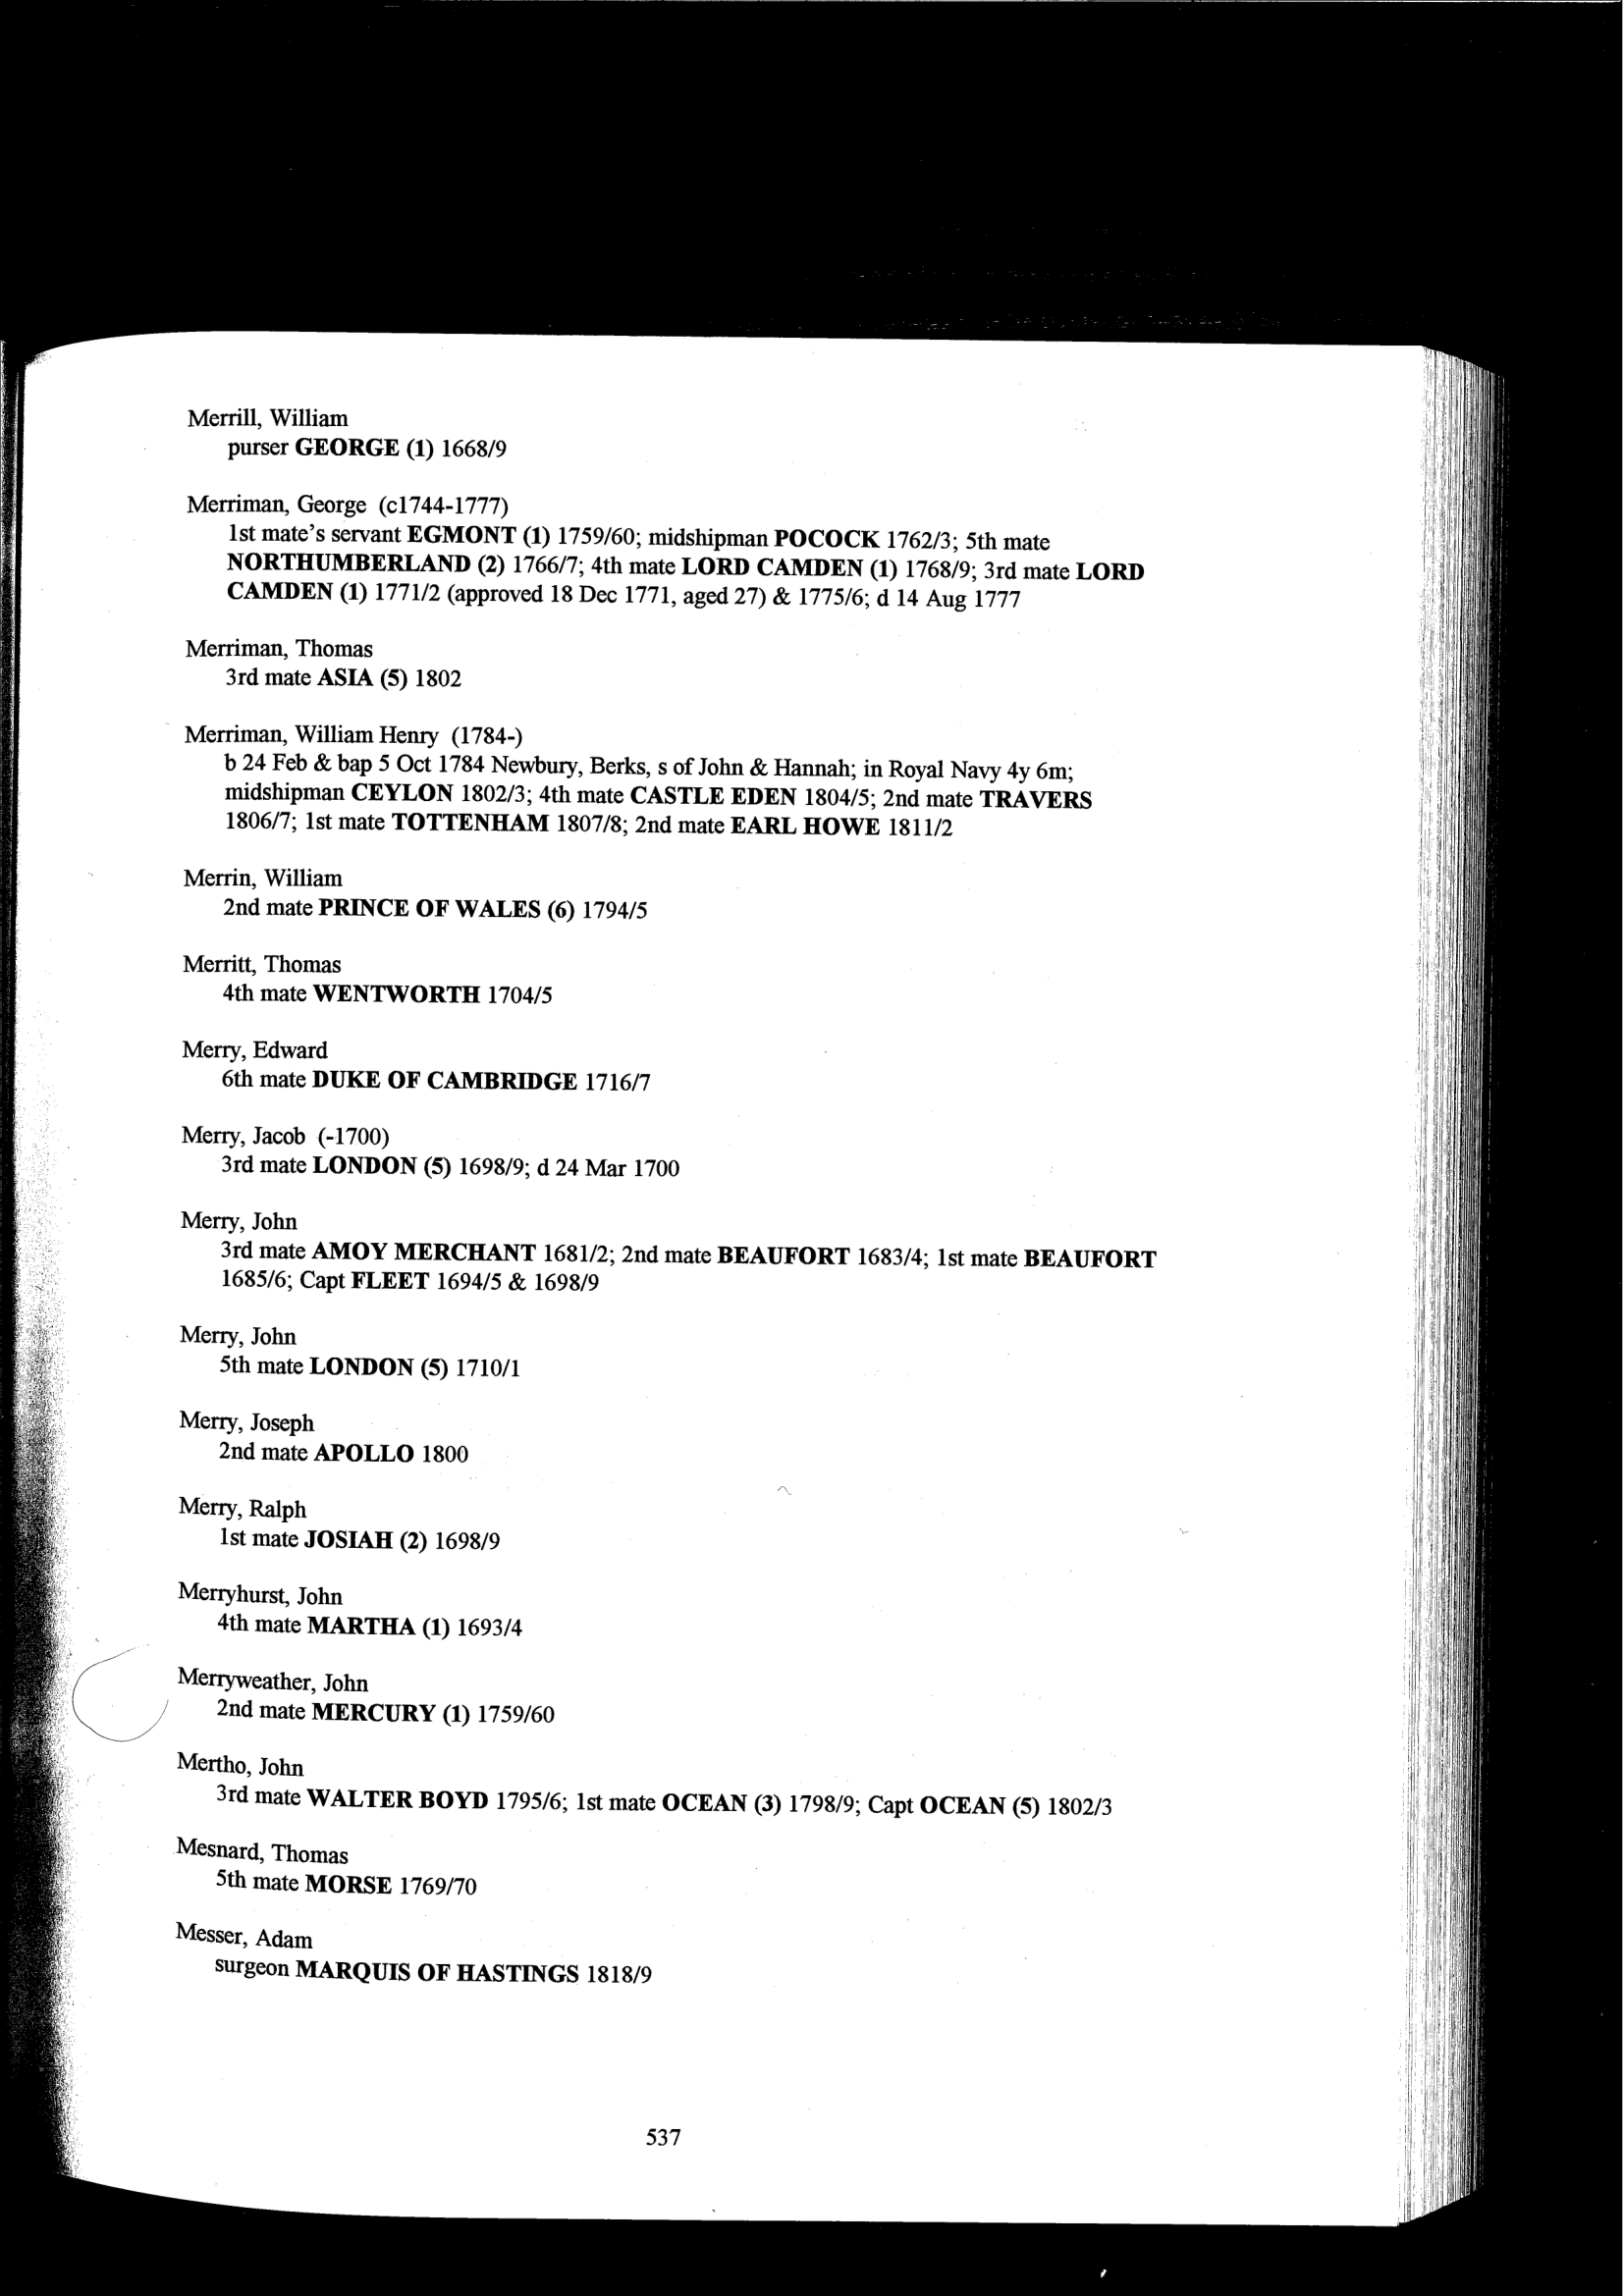 Merrill, William
purser GEORGE (1) 1668/9
Merriman, George (c1744-1777)
1st mate's servant EGMONT (1) 1759/60; midshipman POCOCK 1762/3; 5th mate
NORTHUMBERLAND (2) 1766/7; 4th mate LORD CAMDEN (1) 1768/9; 3rd mate LORD
CAMDEN (1) 1771/2 (approved 18 Dec 1771, aged 27) & 1775/6; d 14 Aug 1777
Merriman, Thomas
3rd mate ASIA (5) 1802
Merriman, William Henry (1784-)
b 24 Feb & bap 5 Oct 1784 Newbury, Berks, s of John & Hannah; in Royal Navy 4y 6m;
midshipman CEYLON 1802/3; 4th mate CASTLE EDEN 1804/5; 2nd mate TRAVERS
1806/7; 1st mate TOTTENHAM 1807/8; 2nd mate EARL HOWE 1811/2
Merrin, William
2nd mate PRINCE OF WALES (6) 1794/5
Merritt, Thomas
4th mate WENTWORTH 1704/5
Merry, Edward
6th mate DUKE OF CAMBRIDGE 1716/7
Merry, Jacob (-1700)
3rd mate LONDON (5) 1698/9; d 24 Mar 1700
Merry, John
3rd mate AMOY MERCHANT 1681/2; 2nd mate BEAUFORT 1683/4; 1st mate BEAUFORT
1685/6; Capt FLEET 1694/5 & 1698/9
Merry, John
5th mate LONDON (5) 1710/1
Merry, Joseph
2nd mate APOLLO 1800
Merry, Ralph
1st mate JOSIAH (2) 1698/9
Merryhurst, John
4th mate MARTHA (1) 1693/4
Merryweather, John
2nd mate MERCURY (1) 1759/60
Mertho, John
3rd mate WALTER BOYD 1795/6; 1st mate OCEAN (3) 1798/9; Capt OCEAN (5) 1802/3
Mesnard, Thomas
5th mate MORSE 1769/70
Messer, Adam
surgeon MARQUIS OF HASTINGS 1818/9
537